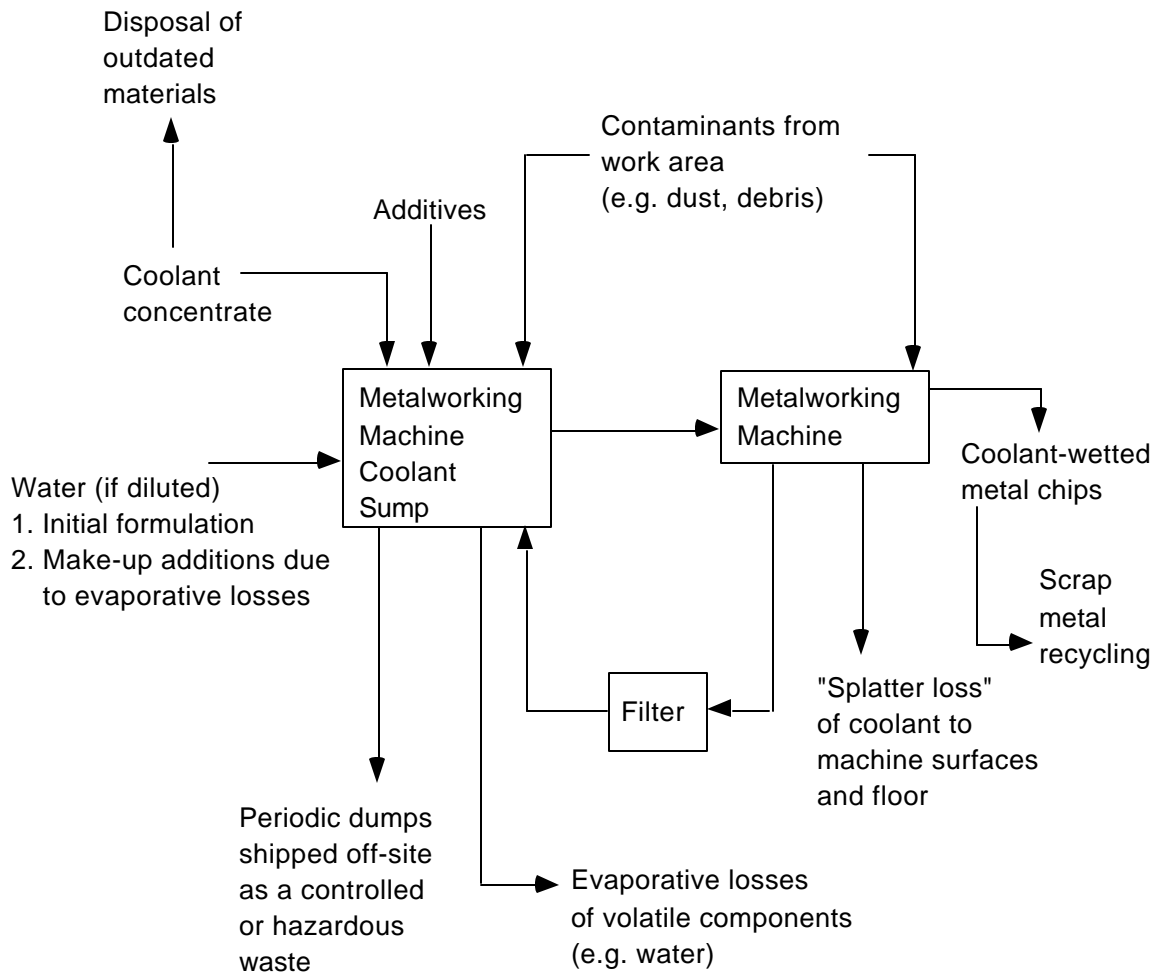 Disposal of
outdated
materials
Contaminants from
work area
(e.g. dust, debris)
Additives
Coolant
concentrate
Metalworking
Machine
Coolant
Sump
Metalworking
Machine
Coolant-wetted
metal chips
Water (if diluted)
1. Initial formulation
2. Make-up additions due
to evaporative losses
Scrap
metal
recycling
Filter
"Splatter loss"
of coolant to
machine surfaces
and floor
Periodic dumps
shipped off-site
as a controlled
or hazardous
waste
Evaporative losses
of volatile components
(e.g. water)